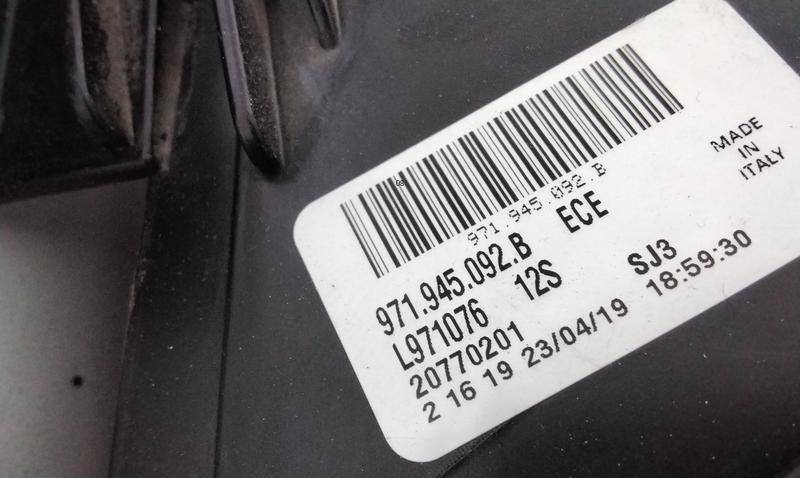 971.945.092.B
971.945.092.B ECE
L971076 12S SJ3
20770201
2 16 19 23/04/19 18:59:30
MADE
IN
ITALY